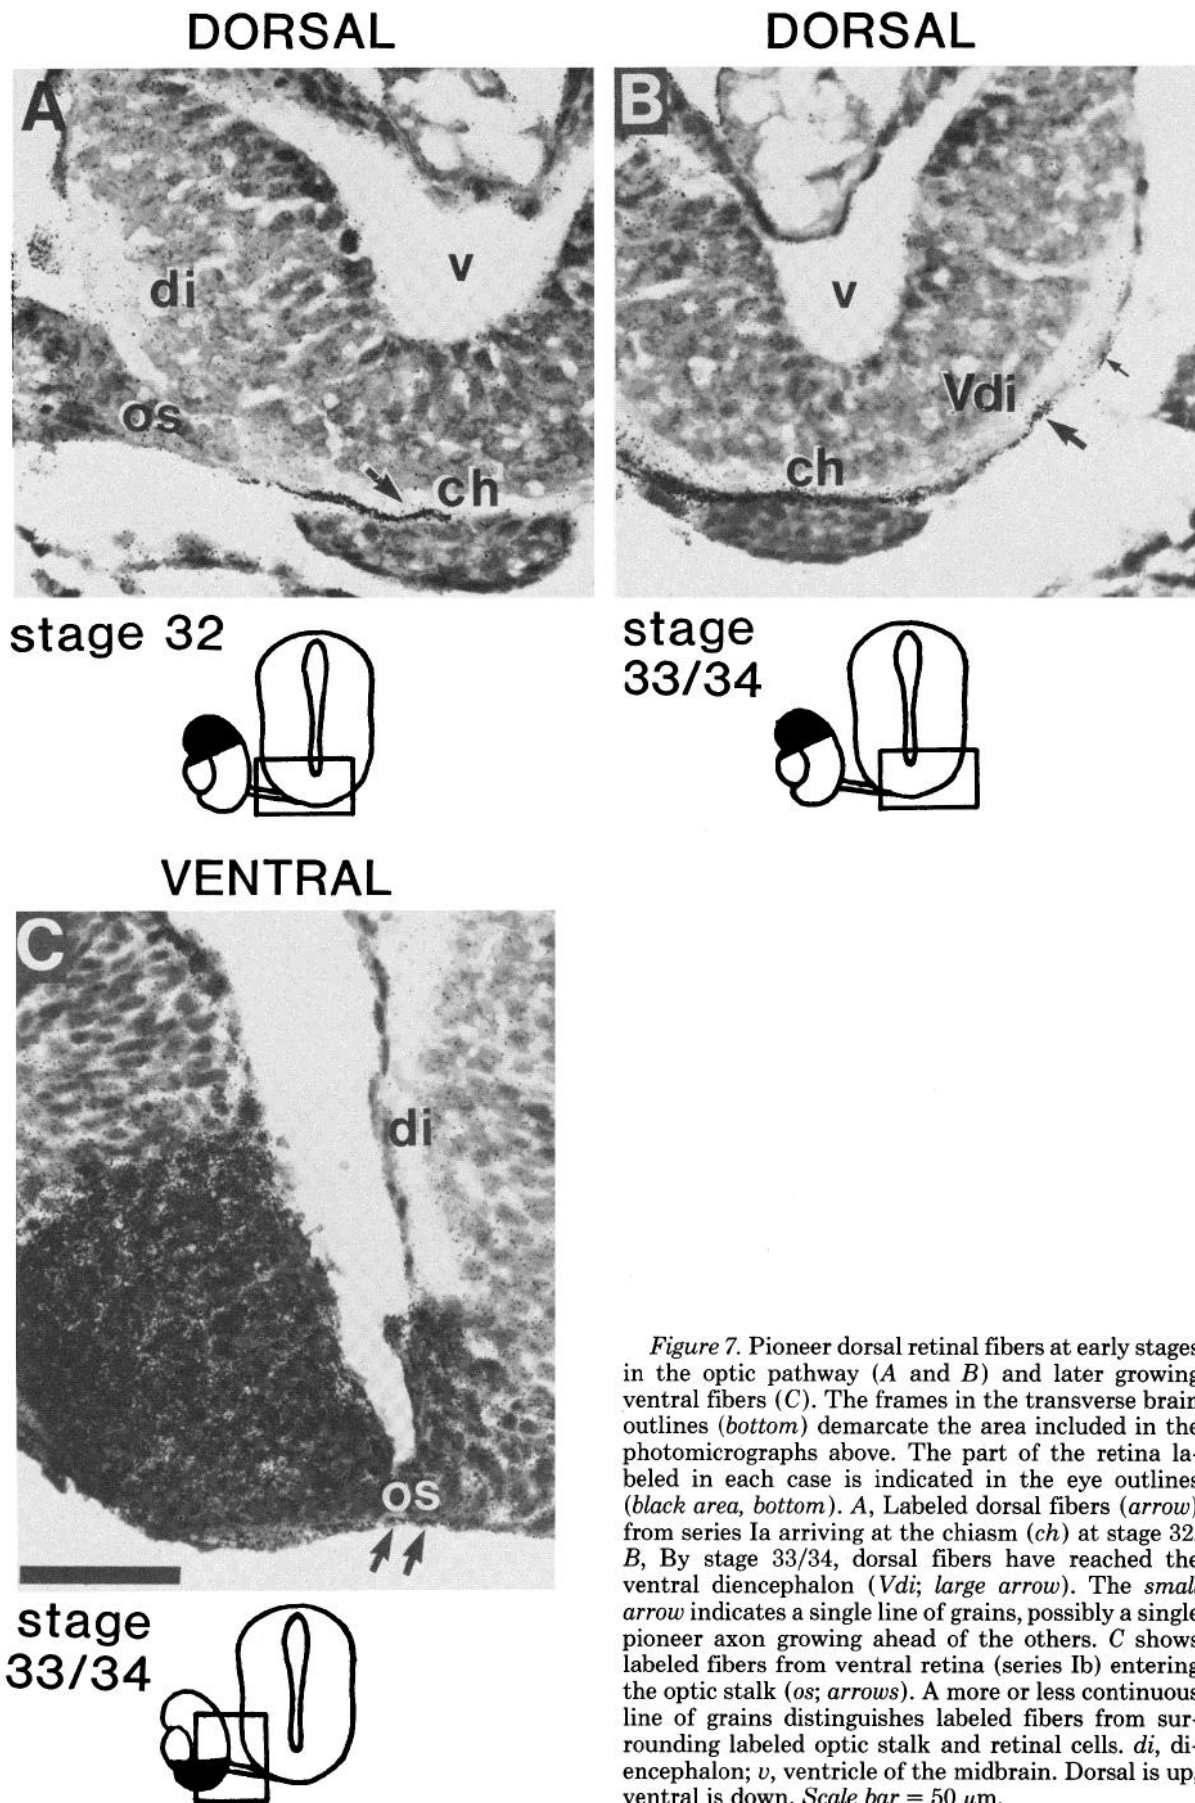 DORSAL
DORSAL
A
v
di
os
ch
B
v
Vdi
ch
stage 32
stage
33/34
VENTRAL
C
di
os
stage
33/34
Figure 7. Pioneer dorsal retinal fibers at early stages
in the optic pathway (A and B) and later growing
ventral fibers (C). The frames in the transverse brain
outlines (bottom) demarcate the area included in the
photomicrographs above. The part of the retina la-
beled in each case is indicated in the eye outlines
(black area, bottom). A, Labeled dorsal fibers (arrow)
from series Ia arriving at the chiasm (ch) at stage 32.
B, By stage 33/34, dorsal fibers have reached the
ventral diencephalon (Vdi; large arrow). The small
arrow indicates a single line of grains, possibly a single
pioneer axon growing ahead of the others. C shows
labeled fibers from ventral retina (series Ib) entering
the optic stalk (os; arrows). A more or less continuous
line of grains distinguishes labeled fibers from sur-
rounding labeled optic stalk and retinal cells. di, di-
encephalon; v, ventricle of the midbrain. Dorsal is up,
ventral is down. Scale bar = 50 μm.